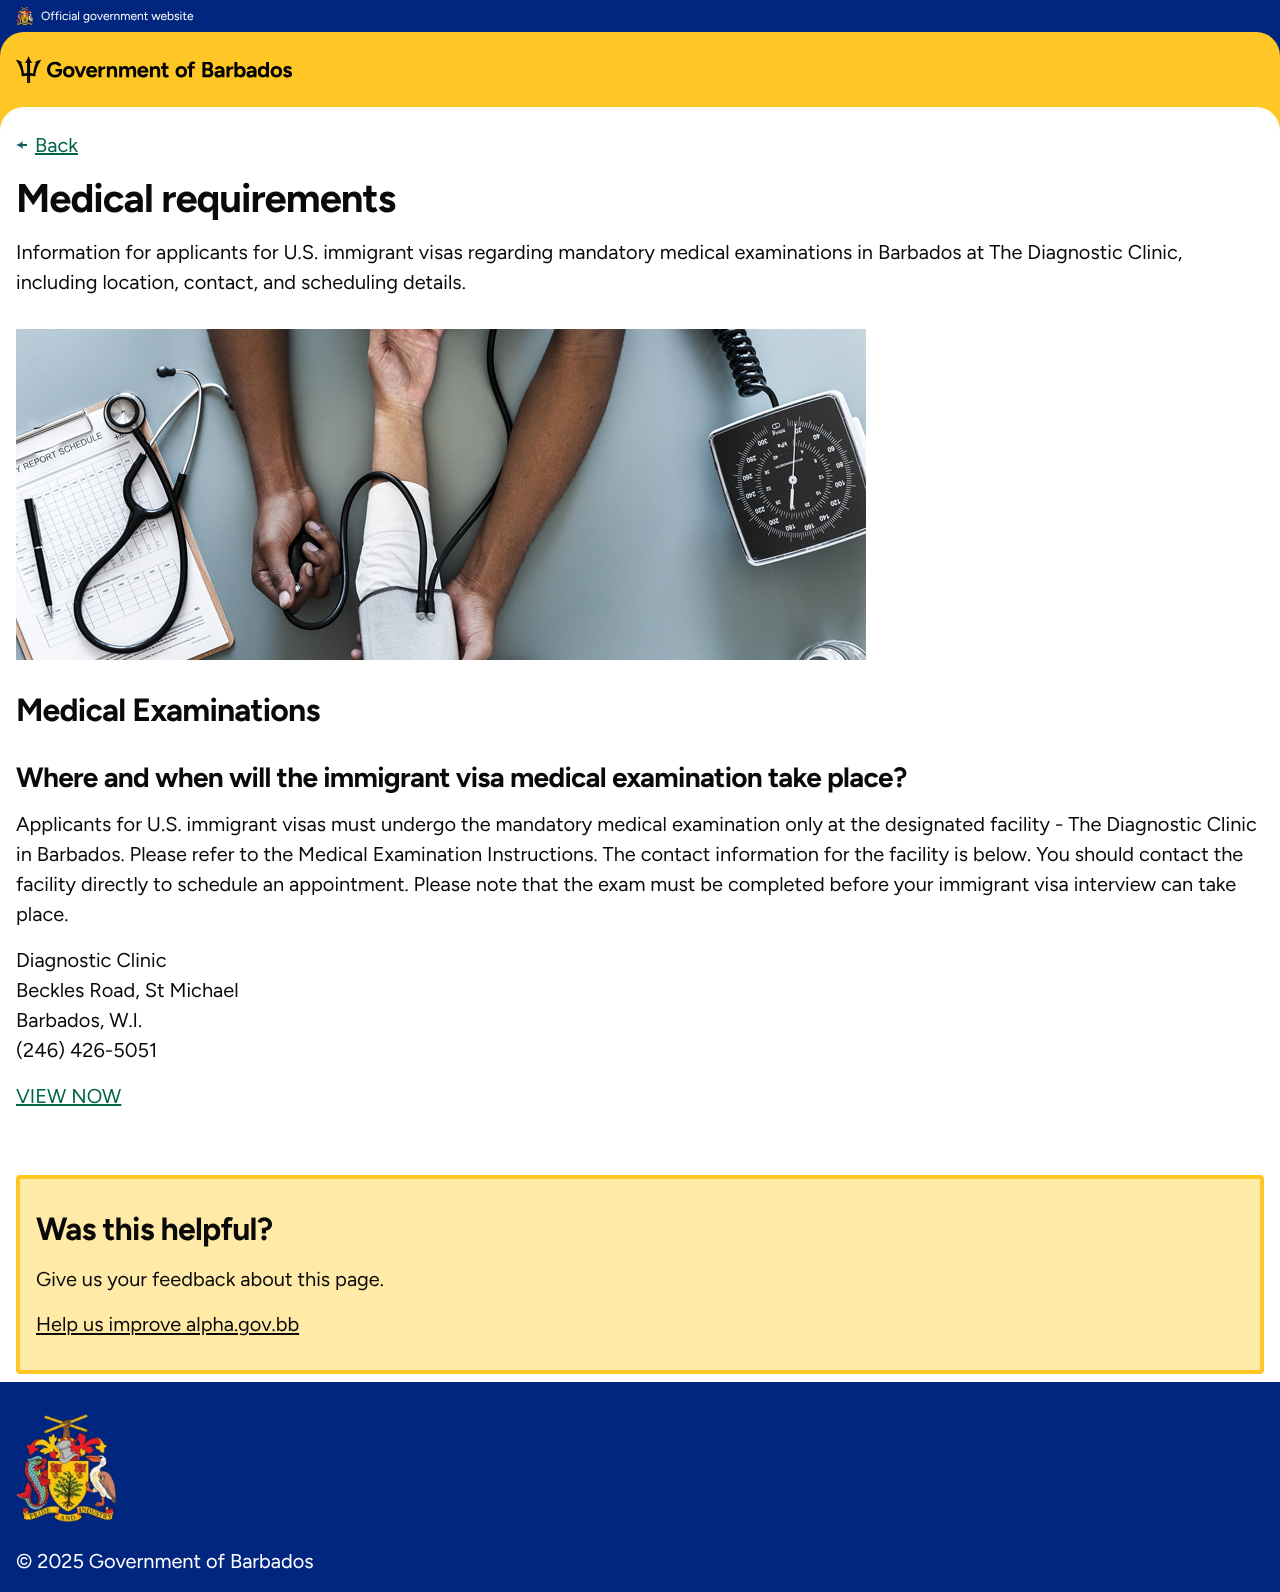 Official government website
Government of Barbados
Back
Medical requirements
Information for applicants for U.S. immigrant visas regarding mandatory medical examinations in Barbados at The Diagnostic Clinic,
including location, contact, and scheduling details.
REPORT SCHEDULE
Medical Examinations
Where and when will the immigrant visa medical examination take place?
Applicants for U.S. immigrant visas must undergo the mandatory medical examination only at the designated facility - The Diagnostic Clinic
in Barbados. Please refer to the Medical Examination Instructions. The contact information for the facility is below. You should contact the
facility directly to schedule an appointment. Please note that the exam must be completed before your immigrant visa interview can take
place.
Diagnostic Clinic
Beckles Road, St Michael
Barbados, W.I.
(246) 426-5051
VIEW NOW
Was this helpful?
Give us your feedback about this page.
Help us improve alpha.gov.bb
PRIDE AND INDUSTRY
© 2025 Government of Barbados